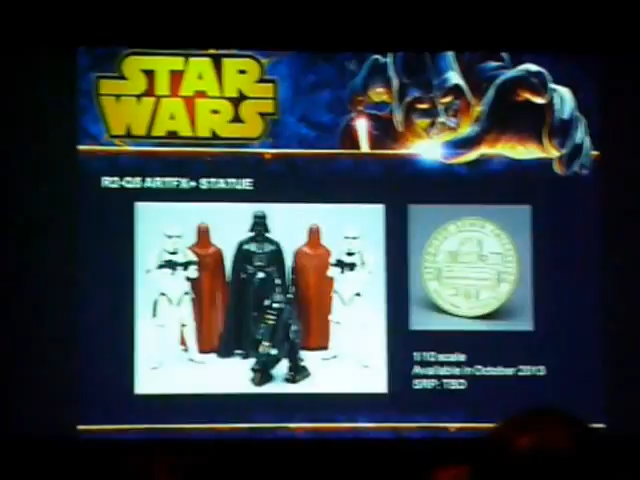 STAR
WARS
R2-Q5 ARTFX+ STATUE
1/10 scale
Available in October 2013
SRP: TBD